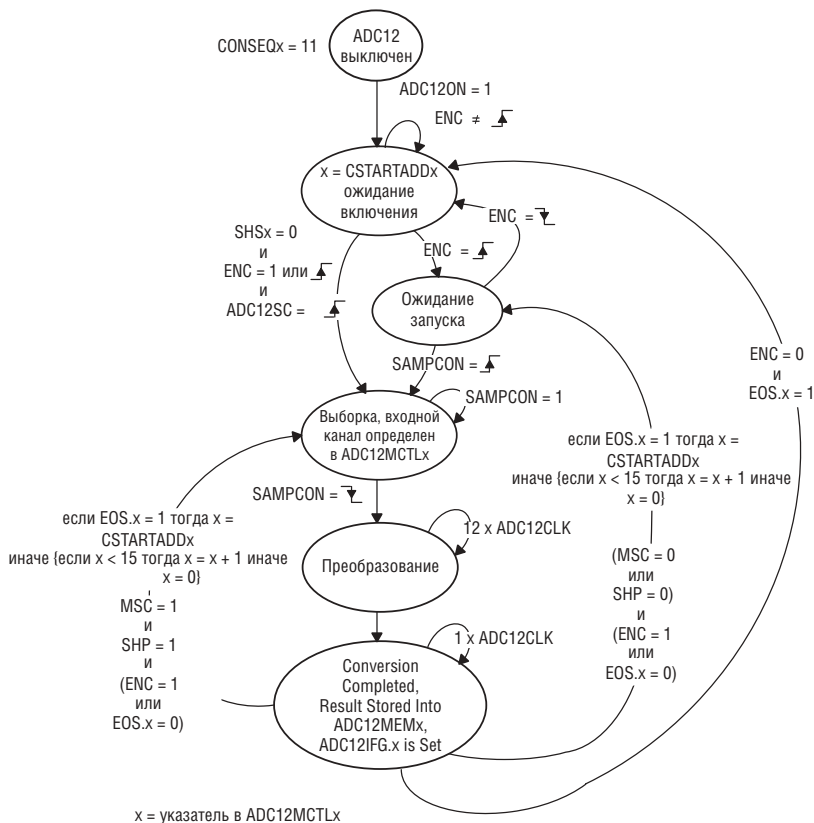 ADC12
выключен
CONSEQx = 11
ADC12ON = 1
ENC ≠
x = CSTARTADDx
ожидание
включения
SHSx = 0
и
ENC = 1 или
и
ADC12SC =
ENC =
ENC =
Ожидание
запуска
SAMPCON =
SAMPCON = 1
Выборка, входной
канал определен
в ADC12MCTLx
SAMPCON =
12 x ADC12CLK
Преобразование
1 x ADC12CLK
Conversion
Completed,
Result Stored Into
ADC12MEMx,
ADC12IFG.x is Set
если EOS.x = 1 тогда x =
CSTARTADDx
иначе {если x < 15 тогда x = x + 1 иначе
x = 0}
MSC = 1
и
SHP = 1
и
(ENC = 1
или
EOS.x = 0)
если EOS.x = 1 тогда x =
CSTARTADDx
иначе {если x < 15 тогда x = x + 1 иначе
x = 0}
(MSC = 0
или
SHP = 0)
и
(ENC = 1
или
EOS.x = 0)
ENC = 0
и
EOS.x = 1
x = указатель в ADC12MCTLx